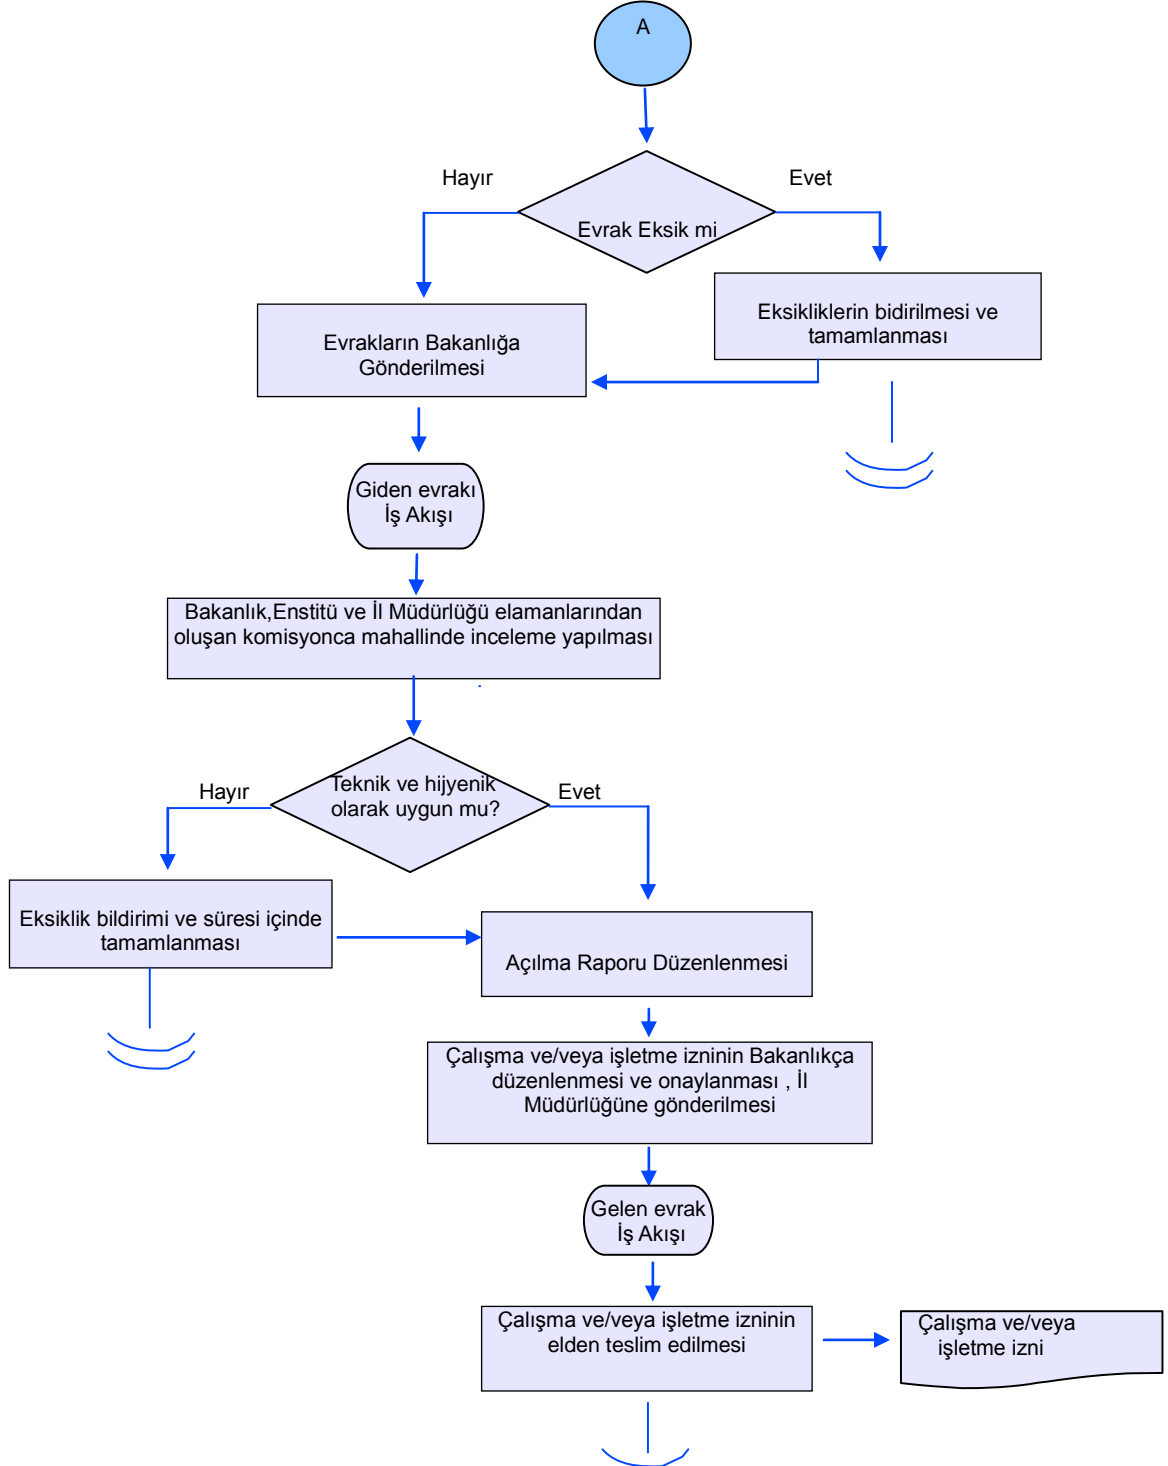 A
Hayır
Evet
Evrak Eksik mi
Eksikliklerin bidirilmesi ve
tamamlanması
Evrakların Bakanlığa
Gönderilmesi
Giden evrakı
İş Akışı
Bakanlık,Enstitü ve İl Müdürlüğü elamanlarından
oluşan komisyonca mahallinde inceleme yapılması
Hayır
Teknik ve hijyenik
olarak uygun mu?
Evet
Eksiklik bildirimi ve süresi içinde
tamamlanması
Açılma Raporu Düzenlenmesi
Çalışma ve/veya işletme izninin Bakanlıkça
düzenlenmesi ve onaylanması , İl
Müdürlüğüne gönderilmesi
Gelen evrak
İş Akışı
Çalışma ve/veya işletme izninin
elden teslim edilmesi
Çalışma ve/veya
işletme izni